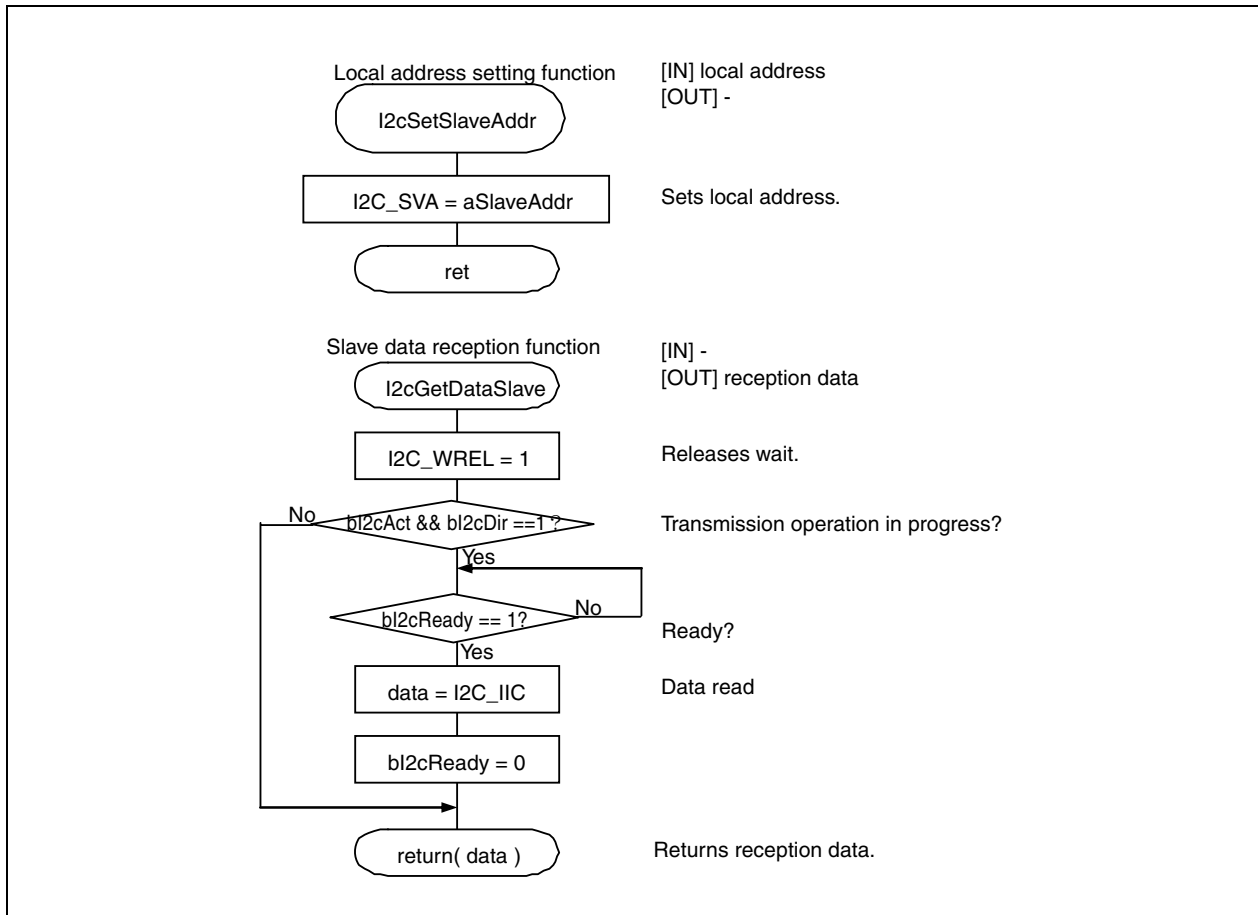 Local address setting function
[IN] local address
[OUT] -
I2cSetSlaveAddr
I2C_SVA = aSlaveAddr
Sets local address.
ret
Slave data reception function
[IN] -
[OUT] reception data
I2cGetDataSlave
I2C_WREL = 1
Releases wait.
No
bI2cAct && bI2cDir ==1 ?
Transmission operation in progress?
Yes
bI2cReady == 1?
No
Ready?
Yes
data = I2C_IIC
Data read
bI2cReady = 0
return( data )
Returns reception data.